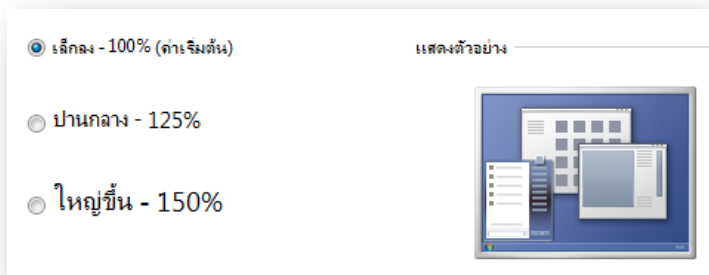 เล็กลง - 100% (ค่าเริ่มต้น)
แสดงตัวอย่าง
ปานกลาง - 125%
ใหญ่ขึ้น - 150%